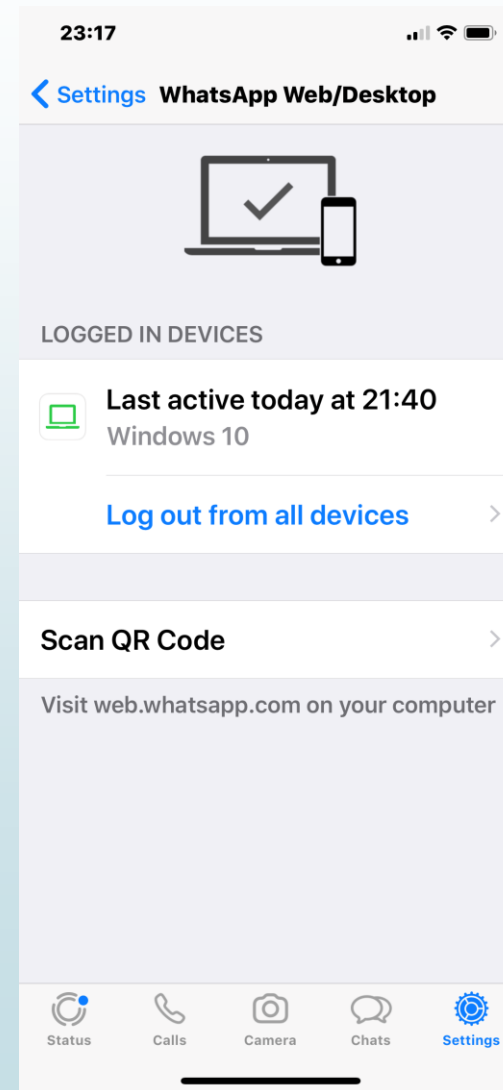 23:17
Settings WhatsApp Web/Desktop
LOGGED IN DEVICES
Last active today at 21:40
Windows 10
Log out from all devices
Scan QR Code
Visit web.whatsapp.com on your computer
Status Calls Camera Chats Settings